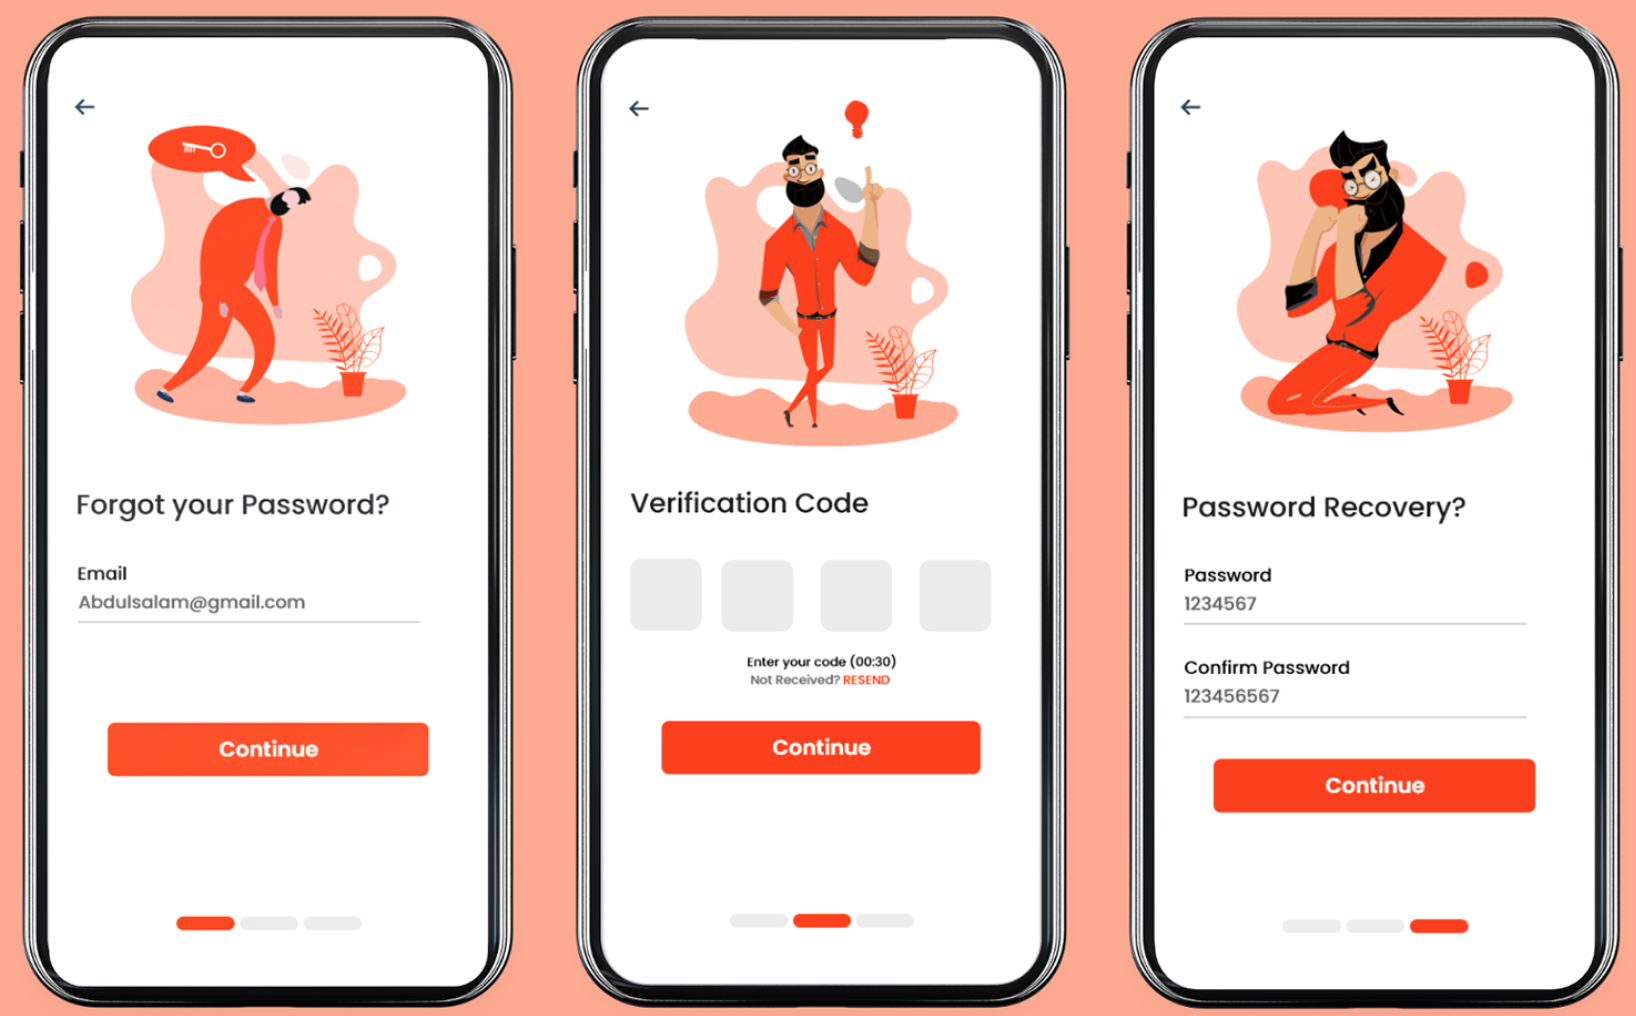 Forgot your Password?
Email
Abdulsalam@gmail.com
Continue
Verification Code
Enter your code (00:30)
Not Received? RESEND
Continue
Password Recovery?
Password
1234567
Confirm Password
123456567
Continue